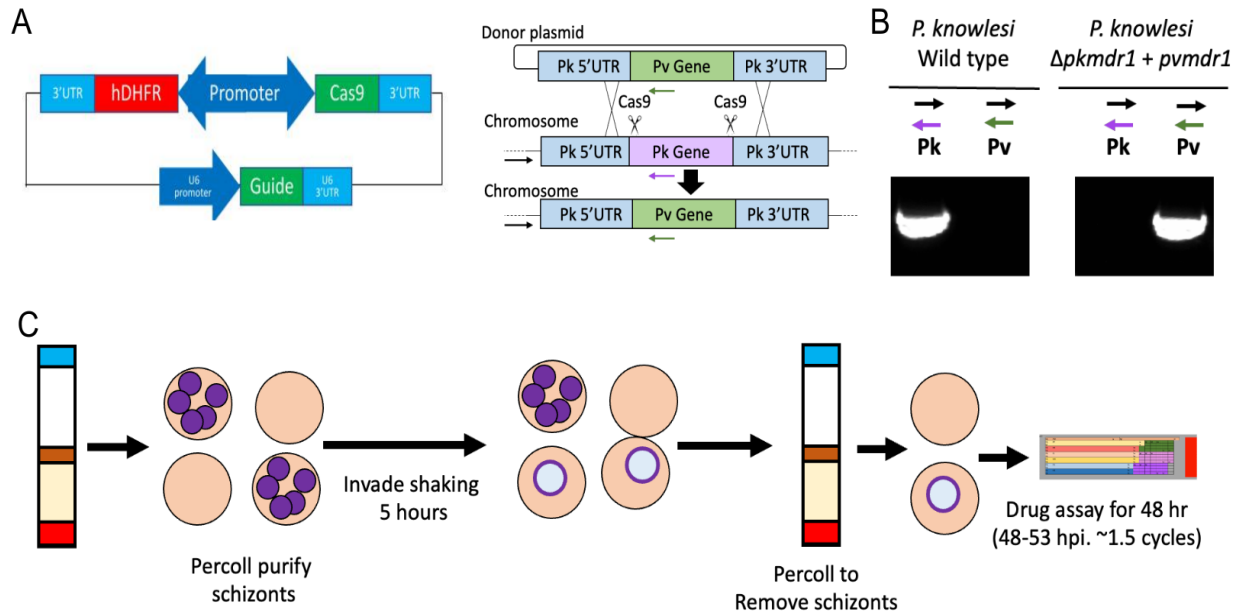 A
3'UTR
hDHFR
Promoter
Cas9
3'UTR
U6
promoter
Guide
U6
3'UTR
Donor plasmid
Pk 5'UTR
Pv Gene
Pk 3'UTR
Cas9
Cas9
Chromosome
Pk 5'UTR
Pk Gene
Pk 3'UTR
Chromosome
Pk 5'UTR
Pv Gene
Pk 3'UTR
B
P. knowlesi
Wild type
P. knowlesi
Δpkmdr1 + pvmdr1
Pk
Pv
Pk
Pv
C
Percoll purify
schizonts
Invade shaking
5 hours
Percoll to
Remove schizonts
Drug assay for 48 hr
(48-53 hpi. ~1.5 cycles)